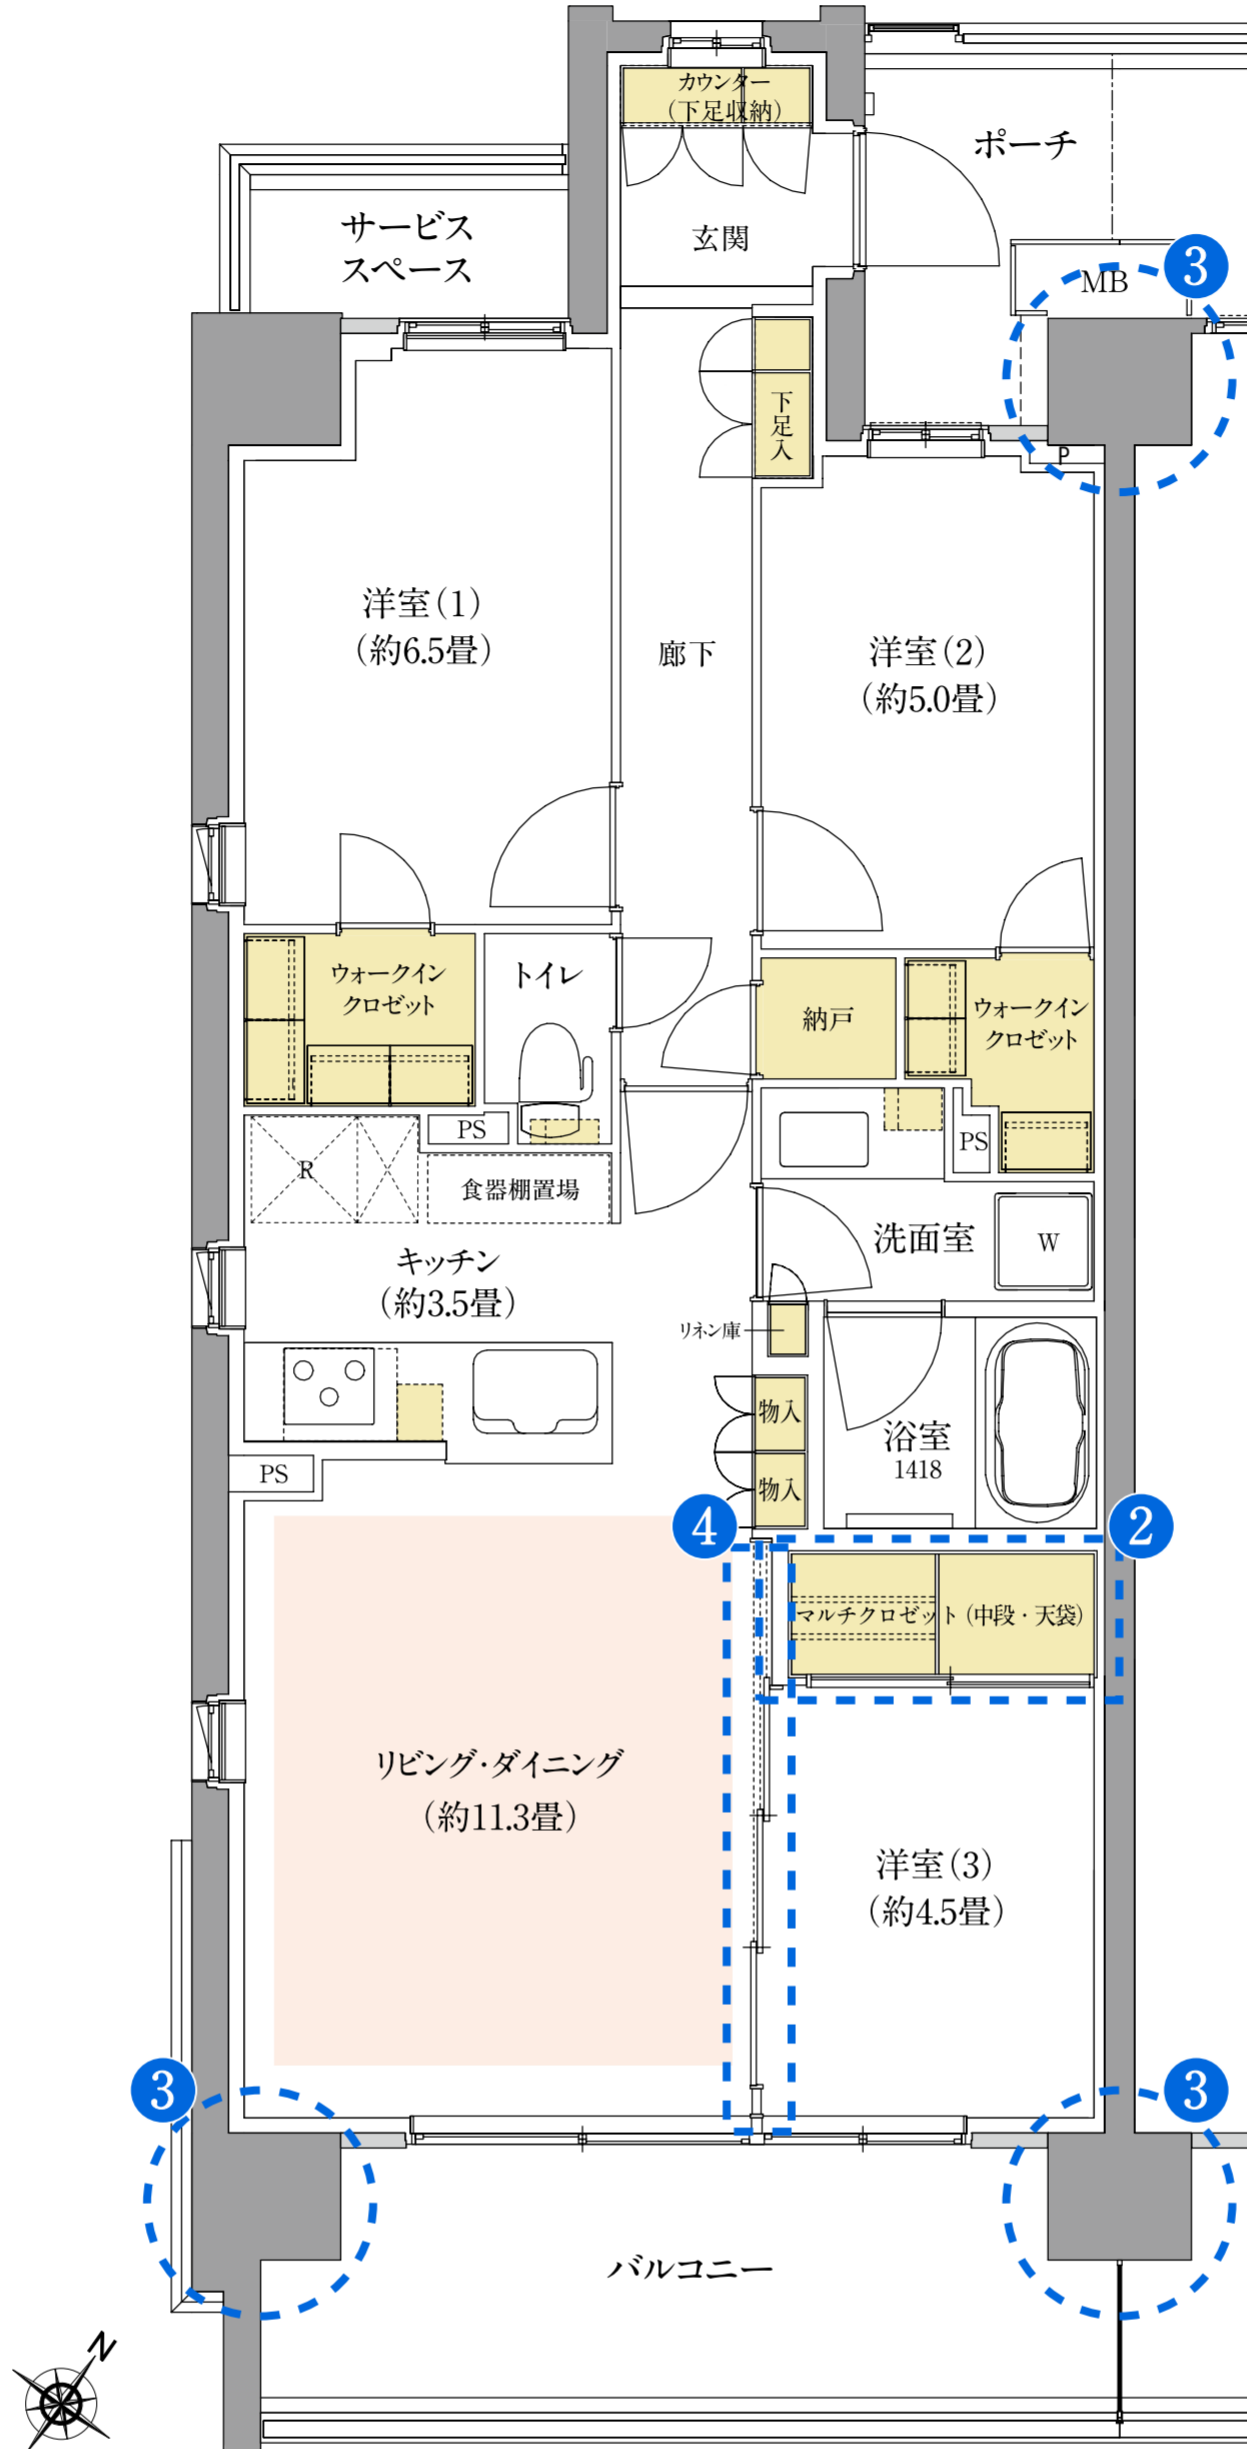 カウンター
（下足収納）
ポーチ
サービス
スペース
玄関
MB
3
下足入
P
洋室（1）
（約6.5畳）
廊下
洋室（2）
（約5.0畳）
ウォークイン
クロゼット
トイレ
納戸
ウォークイン
クロゼット
PS
PS
R
食器棚置場
洗面室
W
キッチン
（約3.5畳）
リネン庫
物入
浴室
1418
PS
物入
4
2
マルチクロゼット（中段・天袋）
リビング・ダイニング
（約11.3畳）
洋室（3）
（約4.5畳）
3
3
バルコニー
N